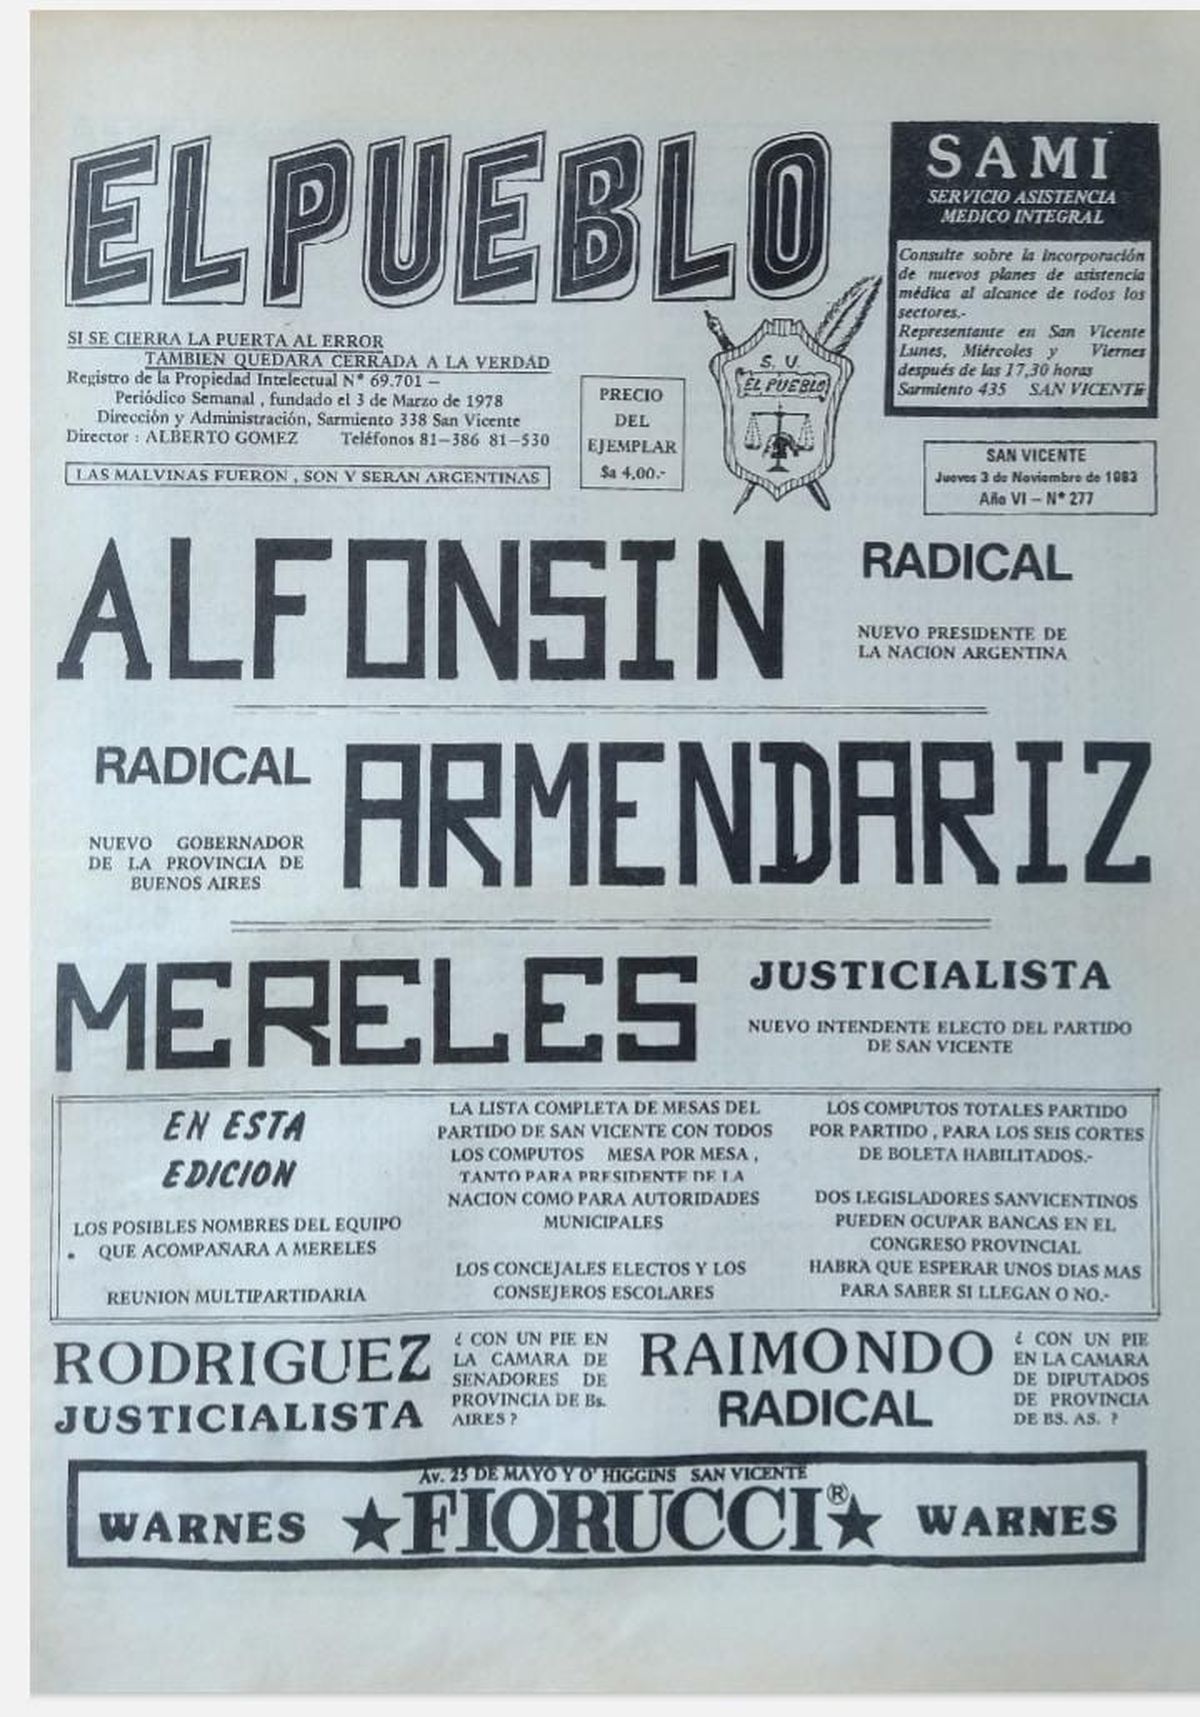 EL PUEBLO
SI SE CIERRA LA PUERTA AL ERROR
TAMBIEN QUEDARA CERRADA A LA VERDAD
Registro de la Propiedad Intelectual N° 69.701 —
Periódico Semanal , fundado el 3 de Marzo de 1978
Dirección y Administración, Sarmiento 338 San Vicente
Director : ALBERTO GOMEZ Teléfonos 81—386 81—530
LAS MALVINAS FUERON , SON Y SERAN ARGENTINAS
PRECIO
DEL
EJEMPLAR
$a 4,00.-
S. V.
EL PUEBLO
SAMI
SERVICIO ASISTENCIA
MEDICO INTEGRAL
Consulte sobre la incorporación
de nuevos planes de asistencia
médica al alcance de todos los
sectores.-
Representante en San Vicente
Lunes, Miércoles y Viernes
después de las 17,30 horas
Sarmiento 435 SAN VICENTE
SAN VICENTE
Jueves 3 de Noviembre de 1983
Año VI — N° 277
ALFONSIN
RADICAL
NUEVO PRESIDENTE DE
LA NACION ARGENTINA
RADICAL
NUEVO GOBERNADOR
DE LA PROVINCIA DE
BUENOS AIRES
ARMENDARIZ
MERELES
JUSTICIALISTA
NUEVO INTENDENTE ELECTO DEL PARTIDO
DE SAN VICENTE
EN ESTA
EDICION
LOS POSIBLES NOMBRES DEL EQUIPO
QUE ACOMPAÑARA A MERELES
REUNION MULTIPARTIDARIA
LA LISTA COMPLETA DE MESAS DEL
PARTIDO DE SAN VICENTE CON TODOS
LOS COMPUTOS MESA POR MESA ,
TANTO PARA PRESIDENTE DE LA
NACION COMO PARA AUTORIDADES
MUNICIPALES
LOS CONCEJALES ELECTOS Y LOS
CONSEJEROS ESCOLARES
LOS COMPUTOS TOTALES PARTIDO
POR PARTIDO , PARA LOS SEIS CORTES
DE BOLETA HABILITADOS.-
DOS LEGISLADORES SANVICENTINOS
PUEDEN OCUPAR BANCAS EN EL
CONGRESO PROVINCIAL
HABRA QUE ESPERAR UNOS DIAS MAS
PARA SABER SI LLEGAN O NO.-
RODRIGUEZ
JUSTICIALISTA
¿ CON UN PIE EN
LA CAMARA DE
SENADORES DE
PROVINCIA DE Bs.
AIRES ?
RAIMONDO
RADICAL
¿ CON UN PIE
EN LA CAMARA
DE DIPUTADOS
DE PROVINCIA
DE BS. AS. ?
Av. 25 DE MAYO Y O' HIGGINS SAN VICENTE
WARNES ★FIORUCCI®★ WARNES